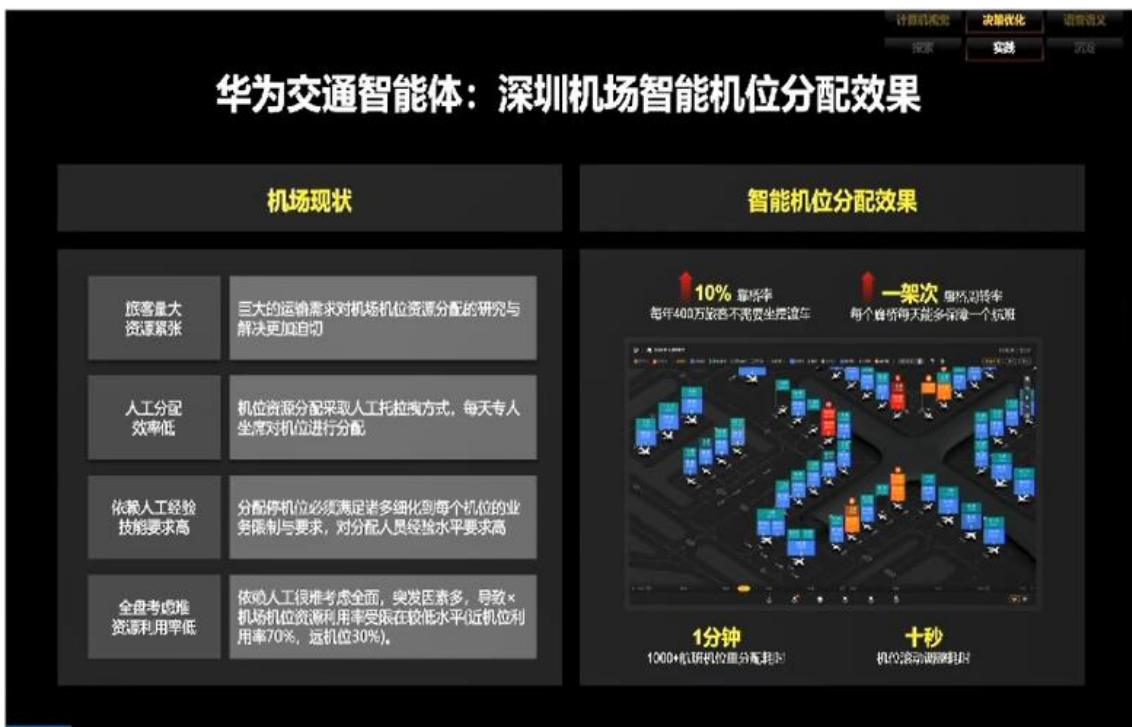 计算机视觉 决策优化 语音语义
探索 实践 沉淀
华为交通智能体：深圳机场智能机位分配效果
机场现状
旅客量大
资源紧张
巨大的运输需求对机场机位资源分配的研究与
解决更加迫切
人工分配
效率低
机位资源分配采取人工托拉拽方式，每天专人
坐席对机位进行分配
依赖人工经验
技能要求高
分配停机位必须满足诸多细化到每个机位的业
务限制与要求，对分配人员经验水平要求高
全盘考虑难
资源利用率低
依赖人工很难考虑全面，突发因素多，导致×
机场机位资源利用率受限在较低水平(近机位利
用率70%，远机位30%)。
智能机位分配效果
10% 靠桥率
每年400万旅客不需要坐摆渡车
一架次 廊桥周转率
每个廊桥每天能多保障一个航班
1分钟
1000+航班机位重分配耗时
十秒
机位滚动调整耗时